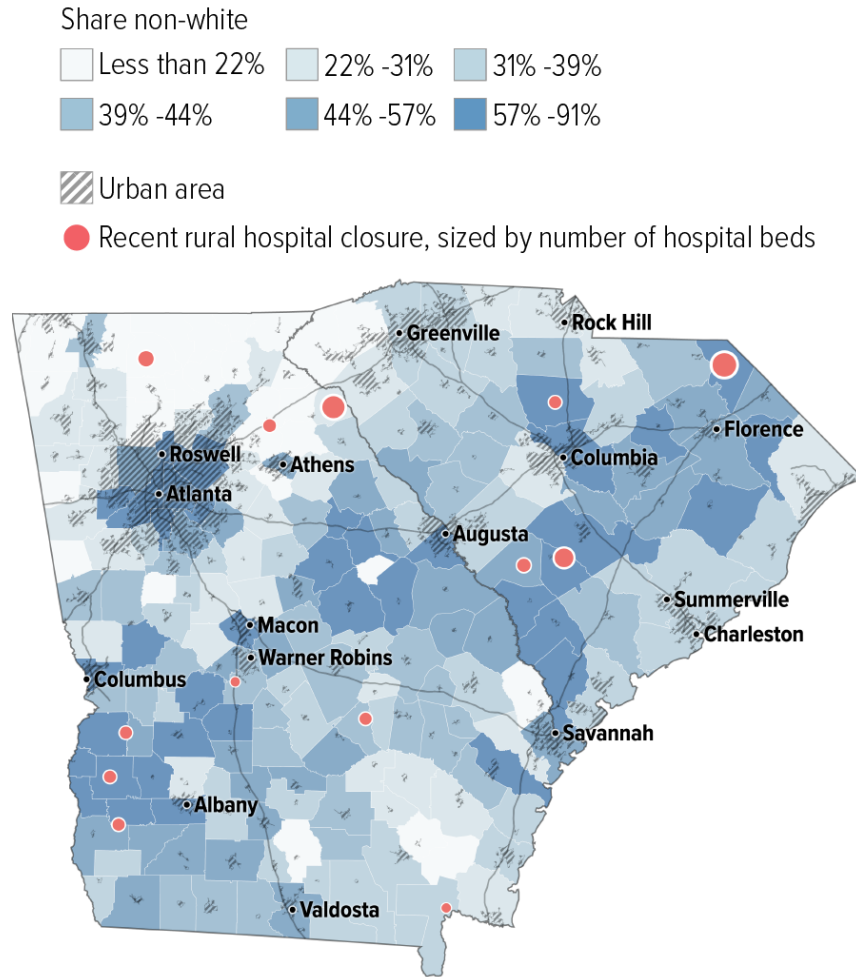 Share non-white
Less than 22%
22% -31%
31% -39%
39% -44%
44% -57%
57% -91%
Urban area
Recent rural hospital closure, sized by number of hospital beds
Rock Hill
Greenville
Florence
Roswell
Athens
Columbia
Atlanta
Augusta
Summerville
Macon
Charleston
Warner Robins
Columbus
Savannah
Albany
Valdosta